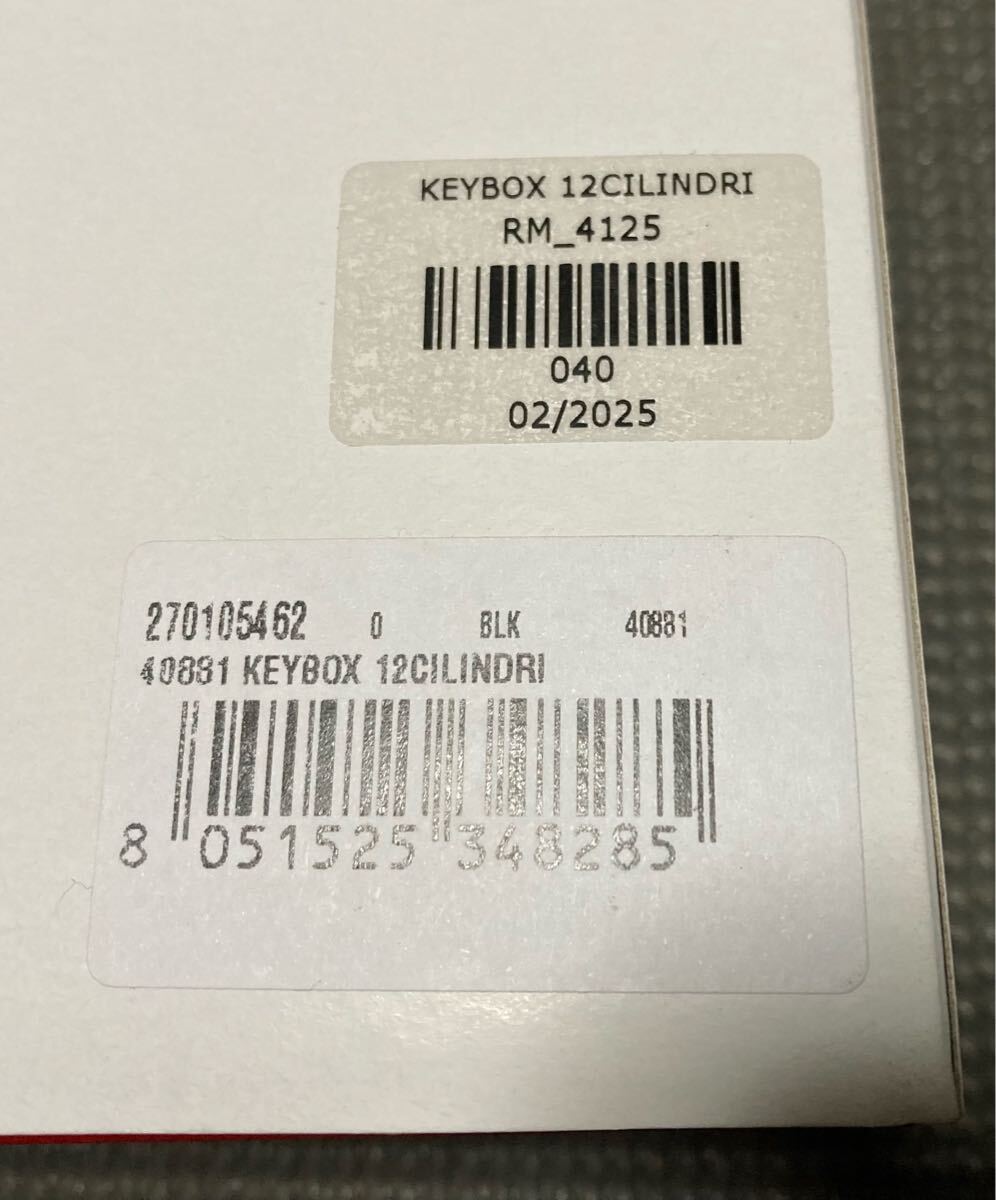 KEYBOX 12CILINDRI
RM_4125
040
02/2025
270105462 0 BLK 40881
40881 KEYBOX 12CILINDRI
8 051525 348285